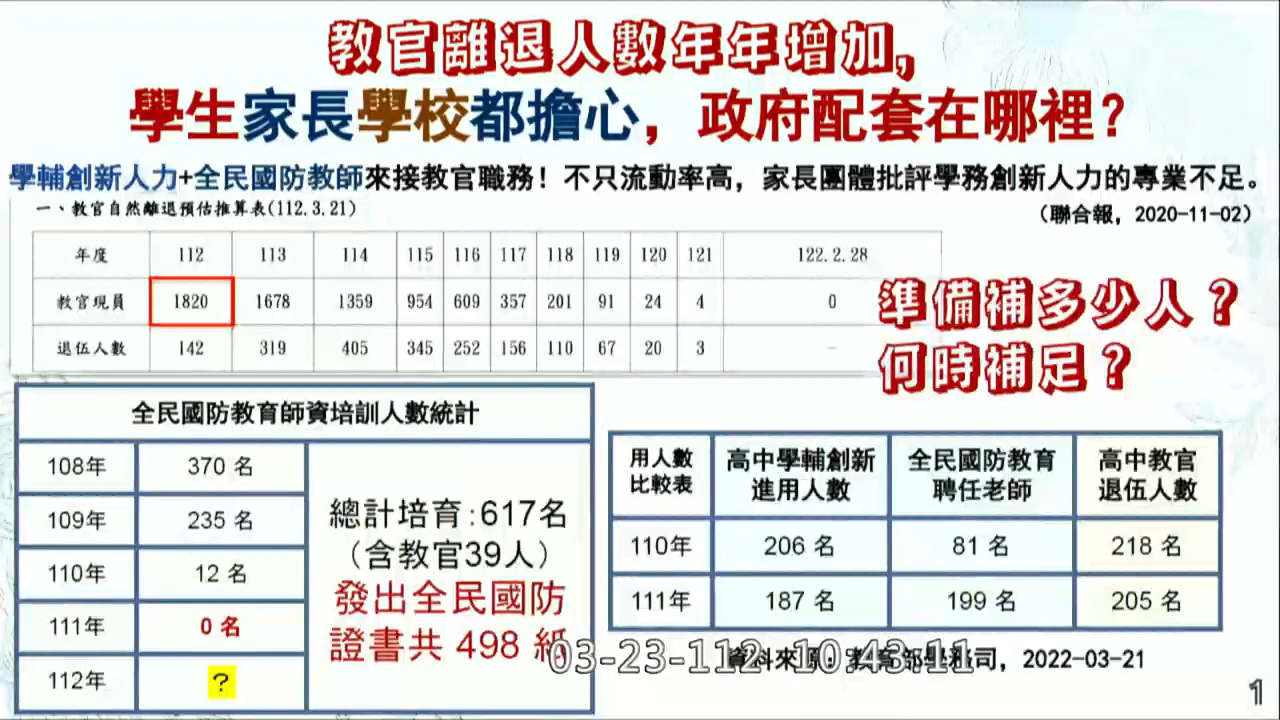 教官離退人數年年增加,
學生家長學校都擔心，政府配套在哪裡？
學輔創新人力+全民國防教師來接教官職務！不只流動率高，家長團體批評學務創新人力的專業不足。
一、教官自然離退預估推算表(112.3.21)
（聯合報，2020-11-02）
年度 112 113 114 115 116 117 118 119 120 121 122.2.28
教官現員 1820 1678 1359 954 609 357 201 91 24 4 0
退伍人數 142 319 405 345 252 156 110 67 20 3 -
準備補多少人？
何時補足？
全民國防教育師資培訓人數統計
108年 370 名
109年 235 名
110年 12 名
111年 0 名
112年 ?
總計培育:617名
（含教官39人）
發出全民國防
證書共 498 紙
用人數比較表 高中學輔創新進用人數 全民國防教育聘任老師 高中教官退伍人數
110年 206 名 81 名 218 名
111年 187 名 199 名 205 名
資料來源：教育部學務司，2022-03-21
03-23-112 10:43:11
1